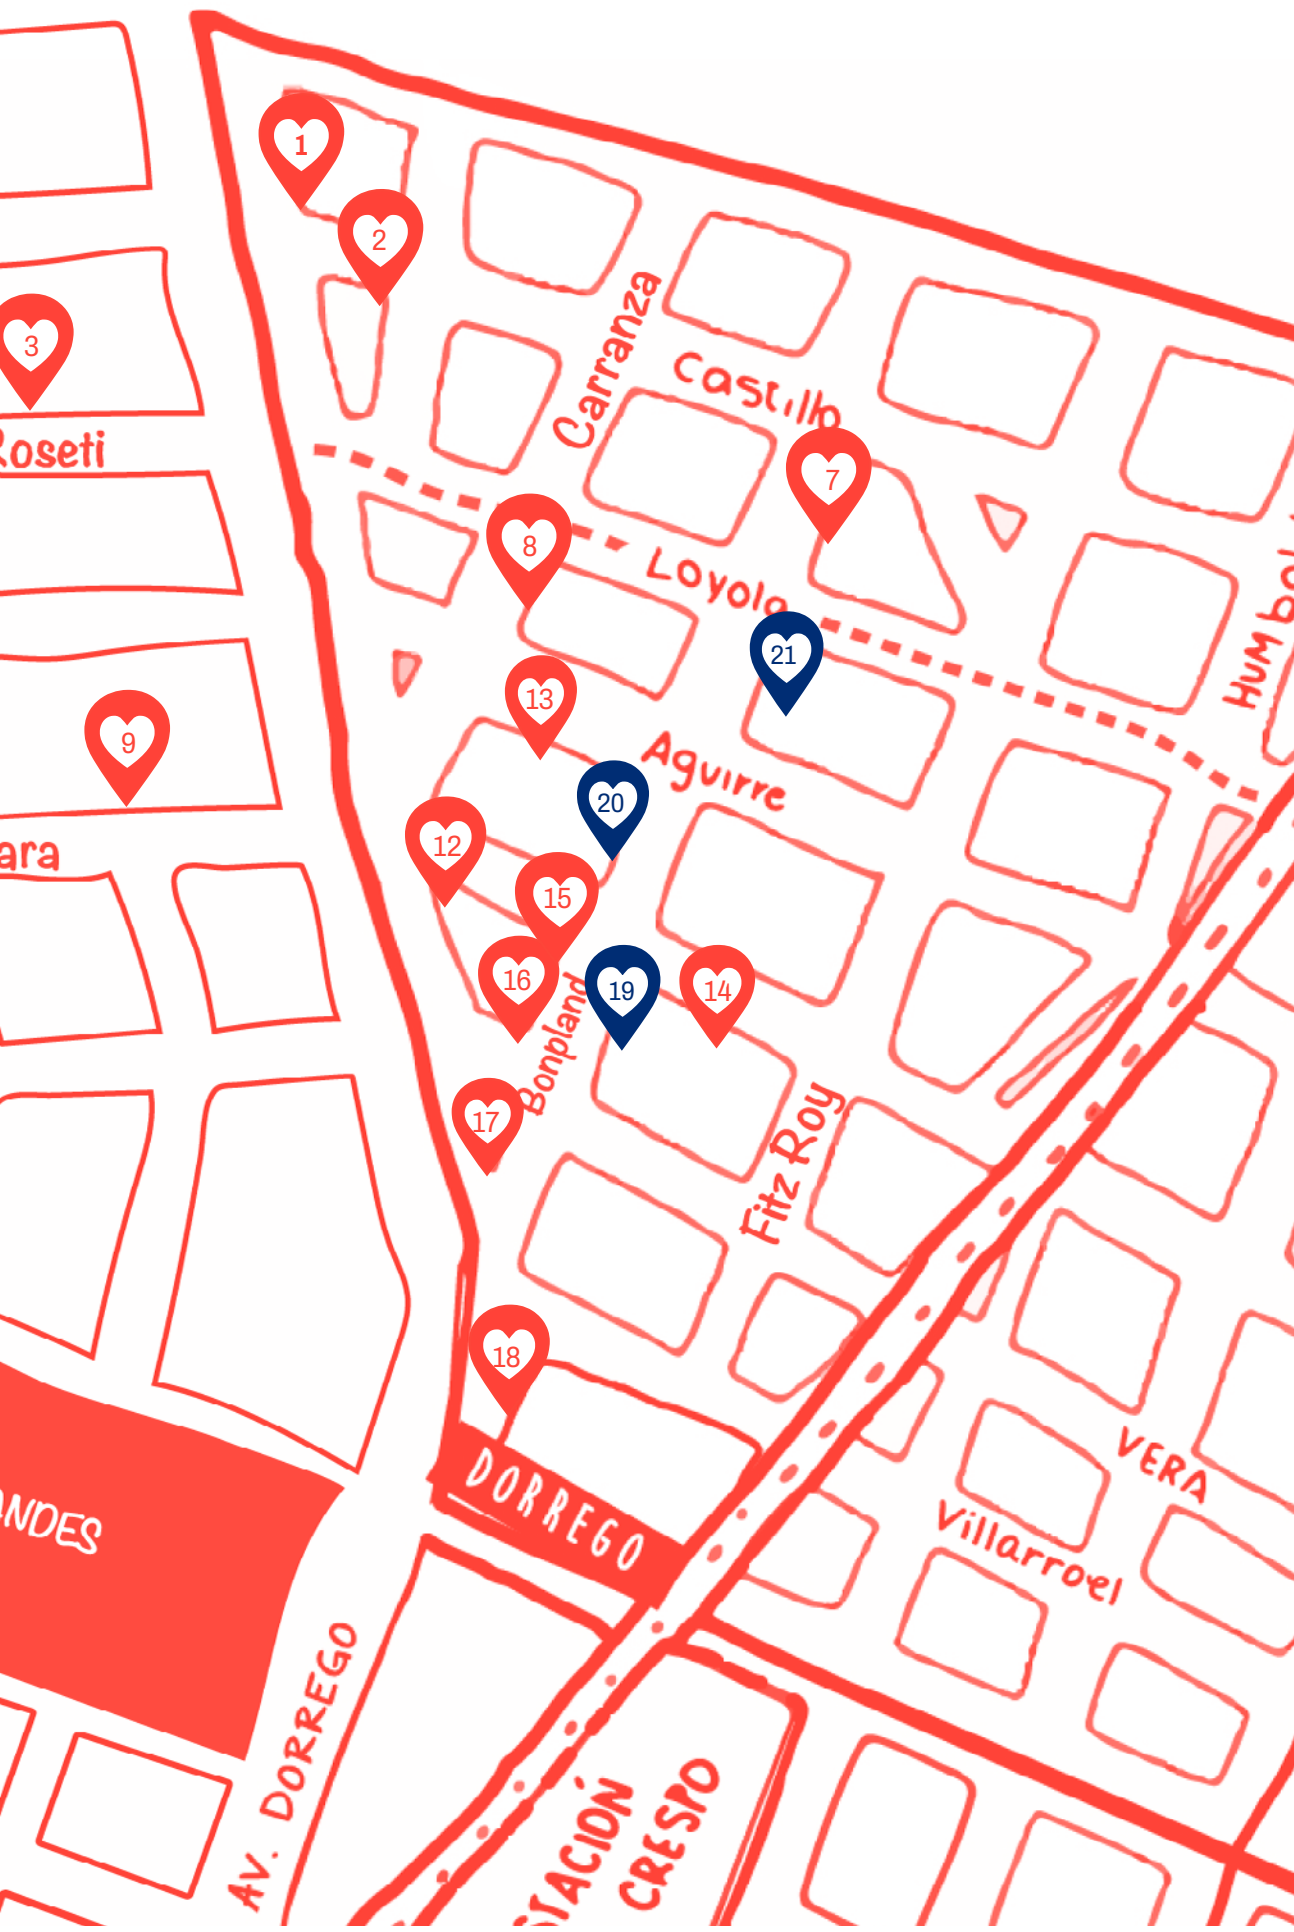 1
2
Carranza
3
Castillo
Roseti
7
8
Loyola
HUMbol
21
13
9
Aguirre
20
12
ara
15
16
19
14
Bonpland
17
Fitz Roy
18
VERA
DORREGO
ANDES
Villarroel
AV. DORREGO
STACIÓN
CRESPO